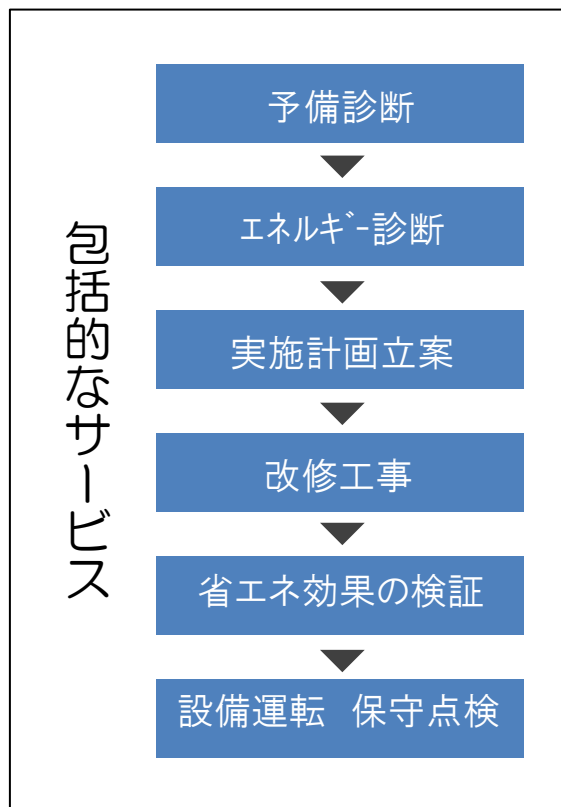 包括的なサービス
予備診断
エネルギー診断
実施計画立案
改修工事
省エネ効果の検証
設備運転　保守点検